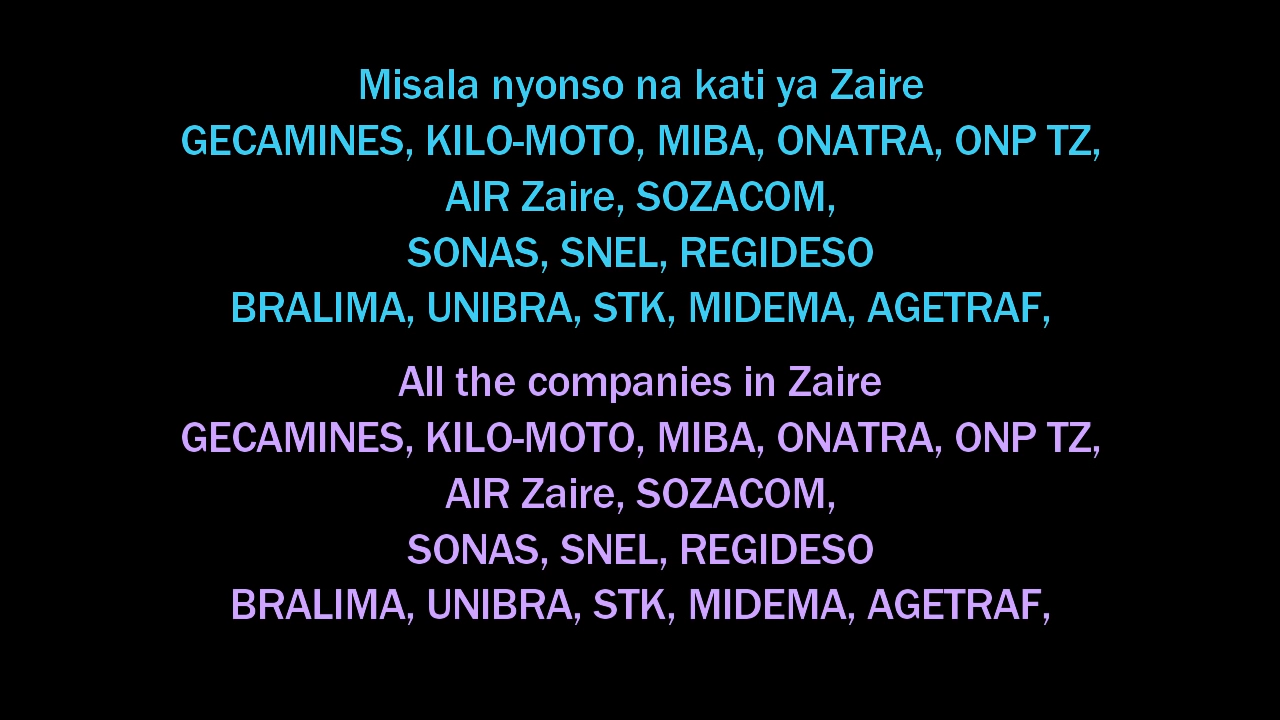 Misala nyonso na kati ya Zaire
GECAMINES, KILO-MOTO, MIBA, ONATRA, ONP TZ,
AIR Zaire, SOZACOM,
SONAS, SNEL, REGIDESO
BRALIMA, UNIBRA, STK, MIDEMA, AGETRAF,
All the companies in Zaire
GECAMINES, KILO-MOTO, MIBA, ONATRA, ONP TZ,
AIR Zaire, SOZACOM,
SONAS, SNEL, REGIDESO
BRALIMA, UNIBRA, STK, MIDEMA, AGETRAF,